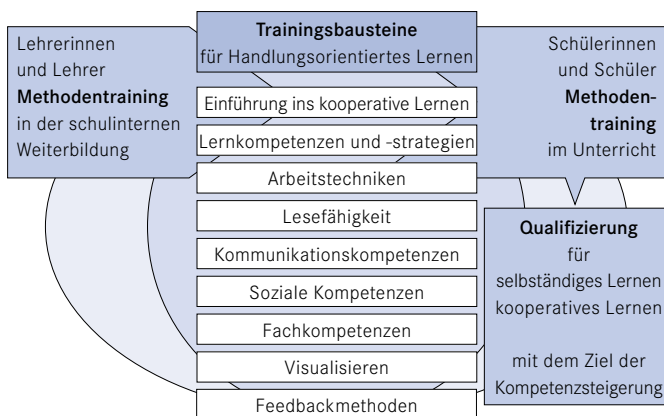 Lehrerinnen
und Lehrer
Methodentraining
in der schulinternen
Weiterbildung
Trainingsbausteine
für Handlungsorientiertes Lernen
Einführung ins kooperative Lernen
Lernkompetenzen und -strategien
Arbeitstechniken
Lesefähigkeit
Kommunikationskompetenzen
Soziale Kompetenzen
Fachkompetenzen
Visualisieren
Feedbackmethoden
Schülerinnen
und Schüler
Methoden-
training
im Unterricht
Qualifizierung
für
selbständiges Lernen
kooperatives Lernen
mit dem Ziel der
Kompetenzsteigerung